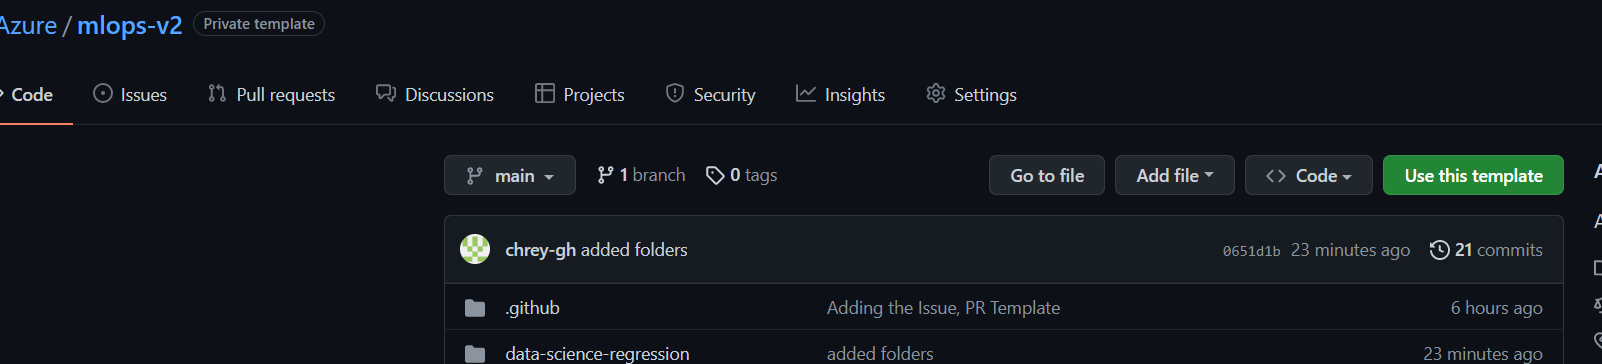 Azure / mlops-v2 Private template
Code Issues Pull requests Discussions Projects Security Insights Settings
main 1 branch 0 tags Go to file Add file Code Use this template
chrey-gh added folders 0651d1b 23 minutes ago 21 commits
.github Adding the Issue, PR Template 6 hours ago
data-science-regression added folders 23 minutes ago